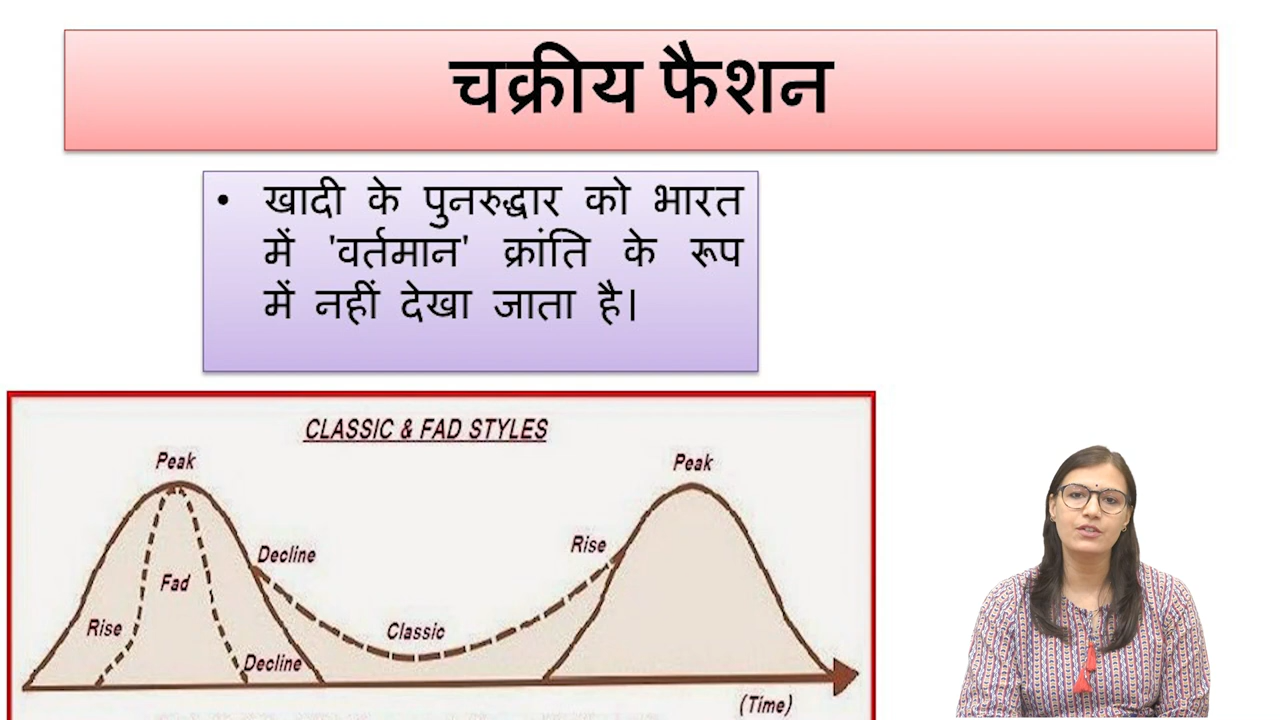 चक्रीय फैशन
• खादी के पुनरुद्धार को भारत
में 'वर्तमान' क्रांति के रूप
में नहीं देखा जाता है।
CLASSIC & FAD STYLES
Peak
Peak
Decline
Rise
Fad
Rise
Classic
Decline
(Time)